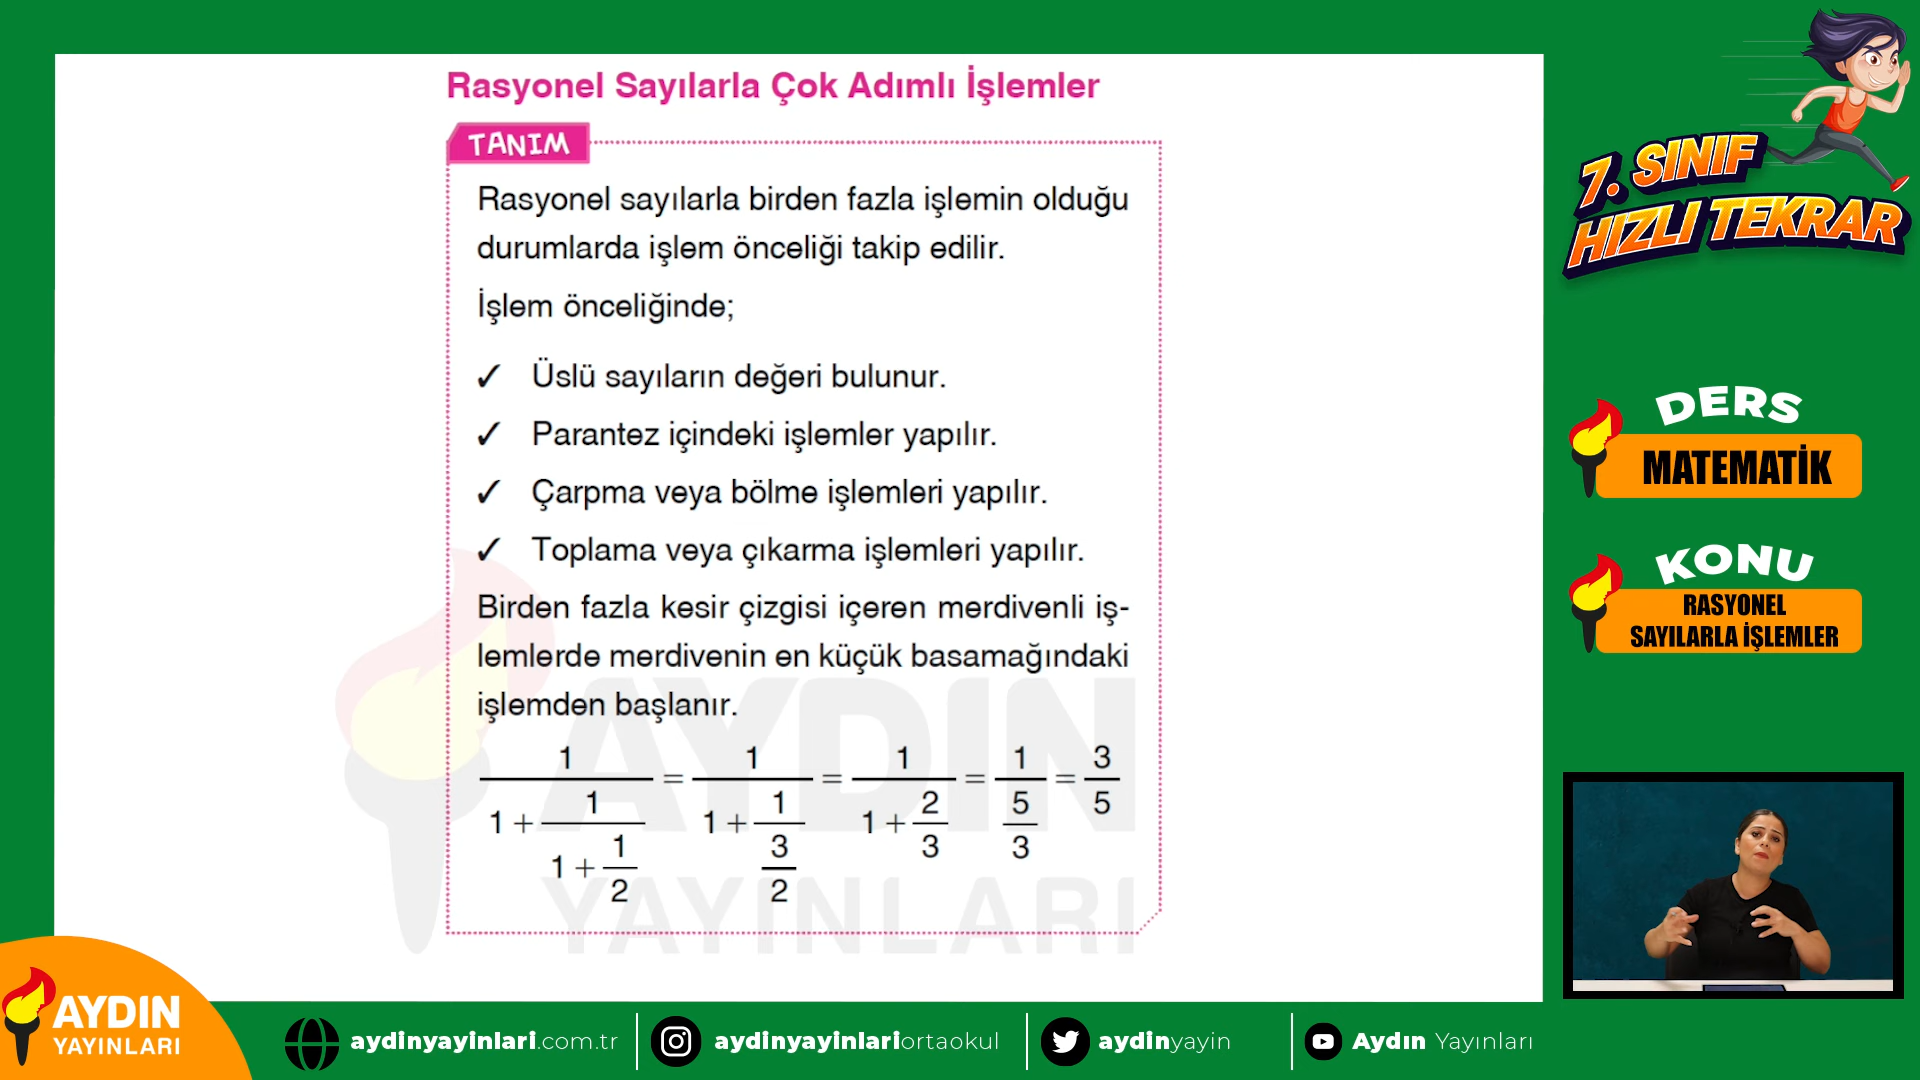 Rasyonel Sayılarla Çok Adımlı İşlemler
TANIM
Rasyonel sayılarla birden fazla işlemin olduğu
durumlarda işlem önceliği takip edilir.
İşlem önceliğinde;
✓ Üslü sayıların değeri bulunur.
✓ Parantez içindeki işlemler yapılır.
✓ Çarpma veya bölme işlemleri yapılır.
✓ Toplama veya çıkarma işlemleri yapılır.
Birden fazla kesir çizgisi içeren merdivenli iş-
lemlerde merdivenin en küçük basamağındaki
işlemden başlanır.
1/(1+1/(1+1/2)) = 1/(1+1/(3/2)) = 1/(1+2/3) = 1/(5/3) = 3/5
AYDIN
YAYINLARI
7. SINIF
HIZLI TEKRAR
DERS
MATEMATİK
KONU
RASYONEL
SAYILARLA İŞLEMLER
AYDIN
YAYINLARI
aydinyayinlari.com.tr
aydinyayinlariortaokul
aydinyayin
Aydın Yayınları